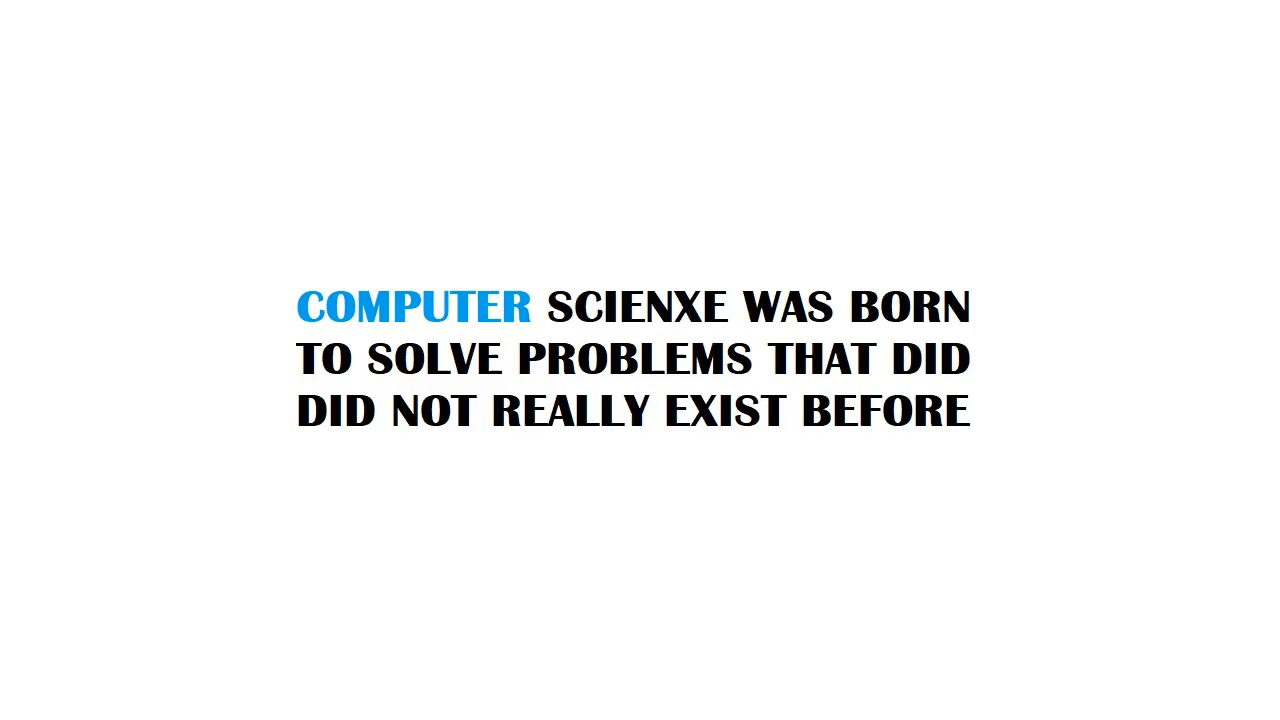 COMPUTER SCIENXE WAS BORN
TO SOLVE PROBLEMS THAT DID
DID NOT REALLY EXIST BEFORE